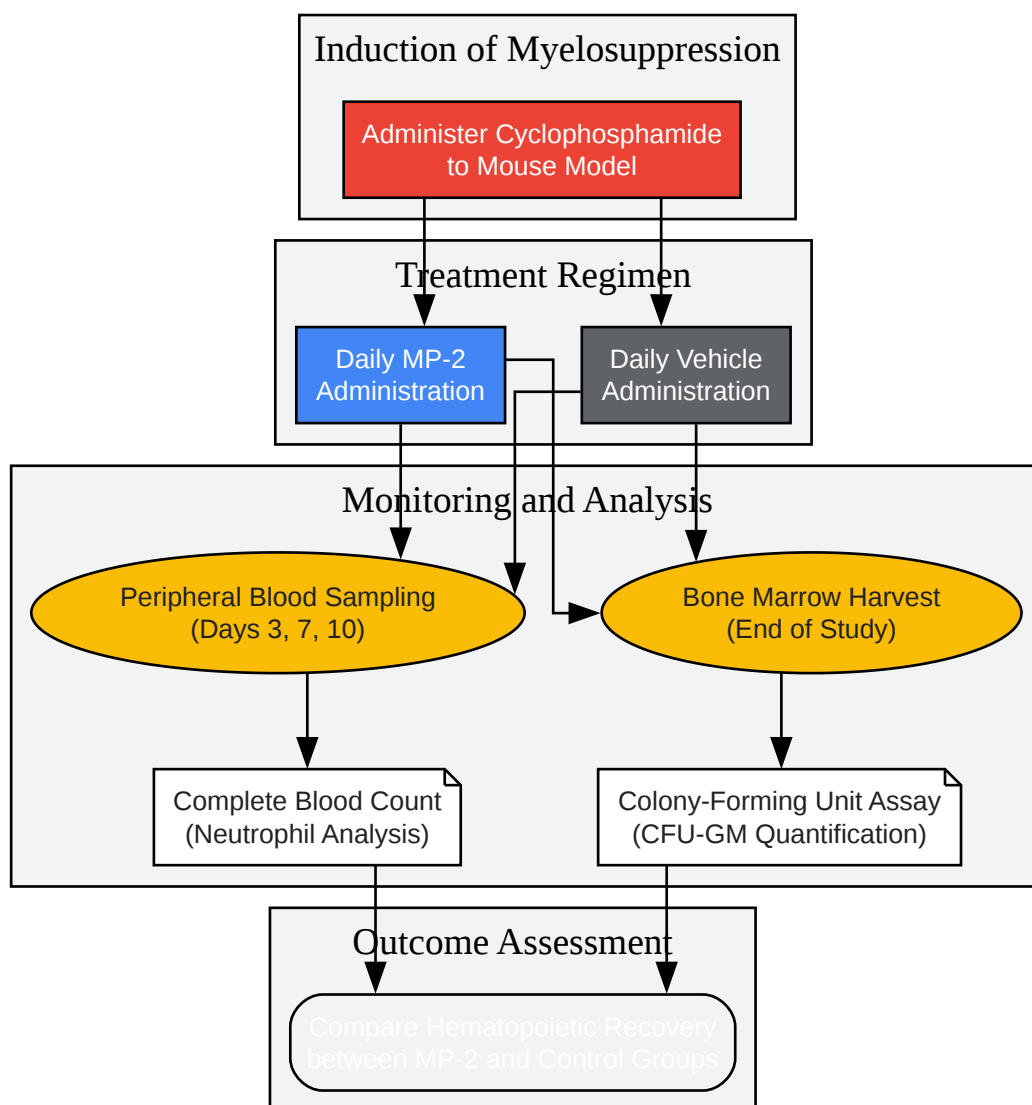 Induction of Myelosuppression
Administer Cyclophosphamide
to Mouse Model
Treatment Regimen
Daily MP-2
Administration
Daily Vehicle
Administration
Monitoring and Analysis
Peripheral Blood Sampling
(Days 3, 7, 10)
Bone Marrow Harvest
(End of Study)
Complete Blood Count
(Neutrophil Analysis)
Colony-Forming Unit Assay
(CFU-GM Quantification)
Outcome Assessment
Compare Hematopoietic Recovery
between MP-2 and Control Groups